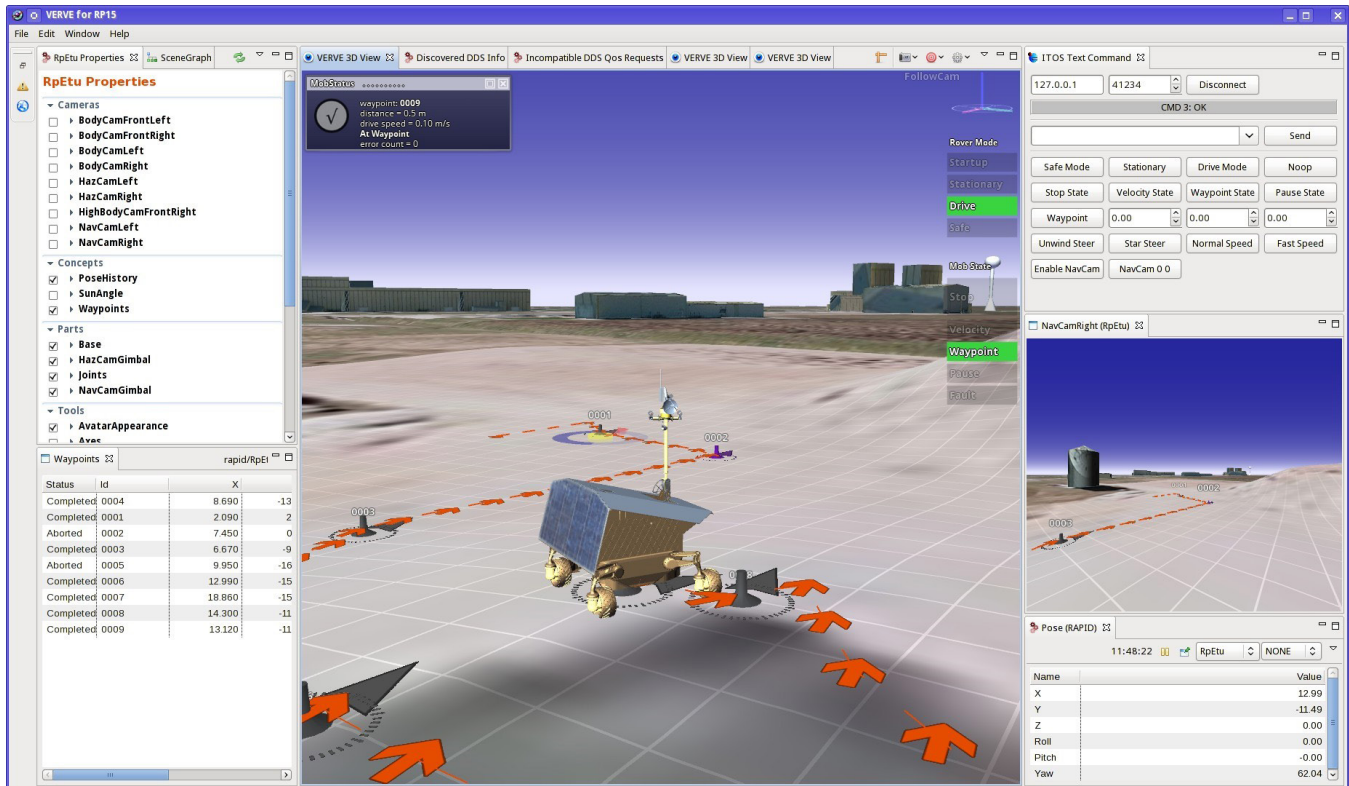 VERVE for RP15
File Edit Window Help
RpEtu Properties
SceneGraph
RpEtu Properties
Cameras
BodyCamFrontLeft
BodyCamFrontRight
BodyCamLeft
BodyCamRight
HazCamLeft
HazCamRight
HighBodyCamFrontRight
NavCamLeft
NavCamRight
Concepts
PoseHistory
SunAngle
Waypoints
Parts
Base
HazCamGimbal
Joints
NavCamGimbal
Tools
AvatarAppearance
Axes
Waypoints rapid/RpEt
Status Id X
Completed 0004 8.690 -13
Completed 0001 2.090 2
Aborted 0002 7.450 0
Completed 0003 6.670 -9
Aborted 0005 9.950 -16
Completed 0006 12.990 -15
Completed 0007 18.860 -15
Completed 0008 14.300 -11
Completed 0009 13.120 -11
VERVE 3D View Discovered DDS Info Incompatible DDS Qos Requests VERVE 3D View VERVE 3D View
MobStatus
waypoint: 0009
distance = 0.5 m
drive speed = 0.10 m/s
At Waypoint
error count = 0
FollowCam
Rover Mode
Startup
Stationary
Drive
Safe
Mob State
Stop
Velocity
Waypoint
Pause
Fault
0001
0002
0003
ITOS Text Command
127.0.0.1 41234 Disconnect
CMD 3: OK
Send
Safe Mode Stationary Drive Mode Noop
Stop State Velocity State Waypoint State Pause State
Waypoint 0.00 0.00 0.00
Unwind Steer Star Steer Normal Speed Fast Speed
Enable NavCam NavCam 0 0
NavCamRight (RpEtu)
0001
0002
0003
Pose (RAPID)
11:48:22 RpEtu NONE
Name Value
X 12.99
Y -11.49
Z 0.00
Roll 0.00
Pitch -0.00
Yaw 62.04